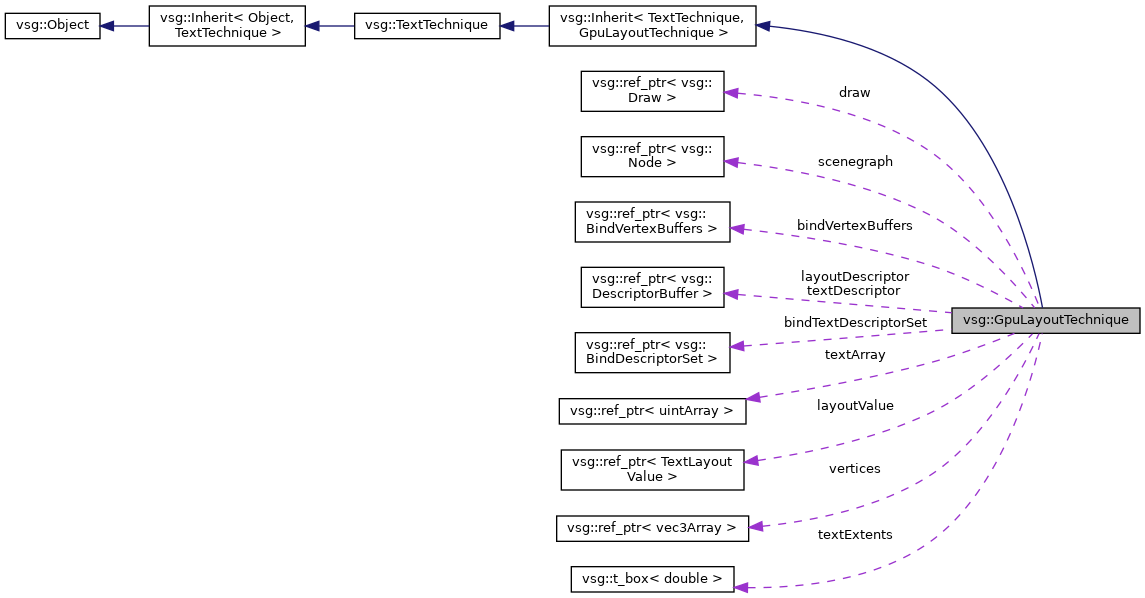 vsg::Object
vsg::Inherit< Object,
TextTechnique >
vsg::TextTechnique
vsg::Inherit< TextTechnique,
GpuLayoutTechnique >
vsg::ref_ptr< vsg::
Draw >
draw
vsg::ref_ptr< vsg::
Node >
scenegraph
vsg::ref_ptr< vsg::
BindVertexBuffers >
bindVertexBuffers
vsg::ref_ptr< vsg::
DescriptorBuffer >
layoutDescriptor
textDescriptor
vsg::GpuLayoutTechnique
vsg::ref_ptr< vsg::
BindDescriptorSet >
bindTextDescriptorSet
vsg::ref_ptr< uintArray >
textArray
vsg::ref_ptr< TextLayout
Value >
layoutValue
vsg::ref_ptr< vec3Array >
vertices
vsg::t_box< double >
textExtents